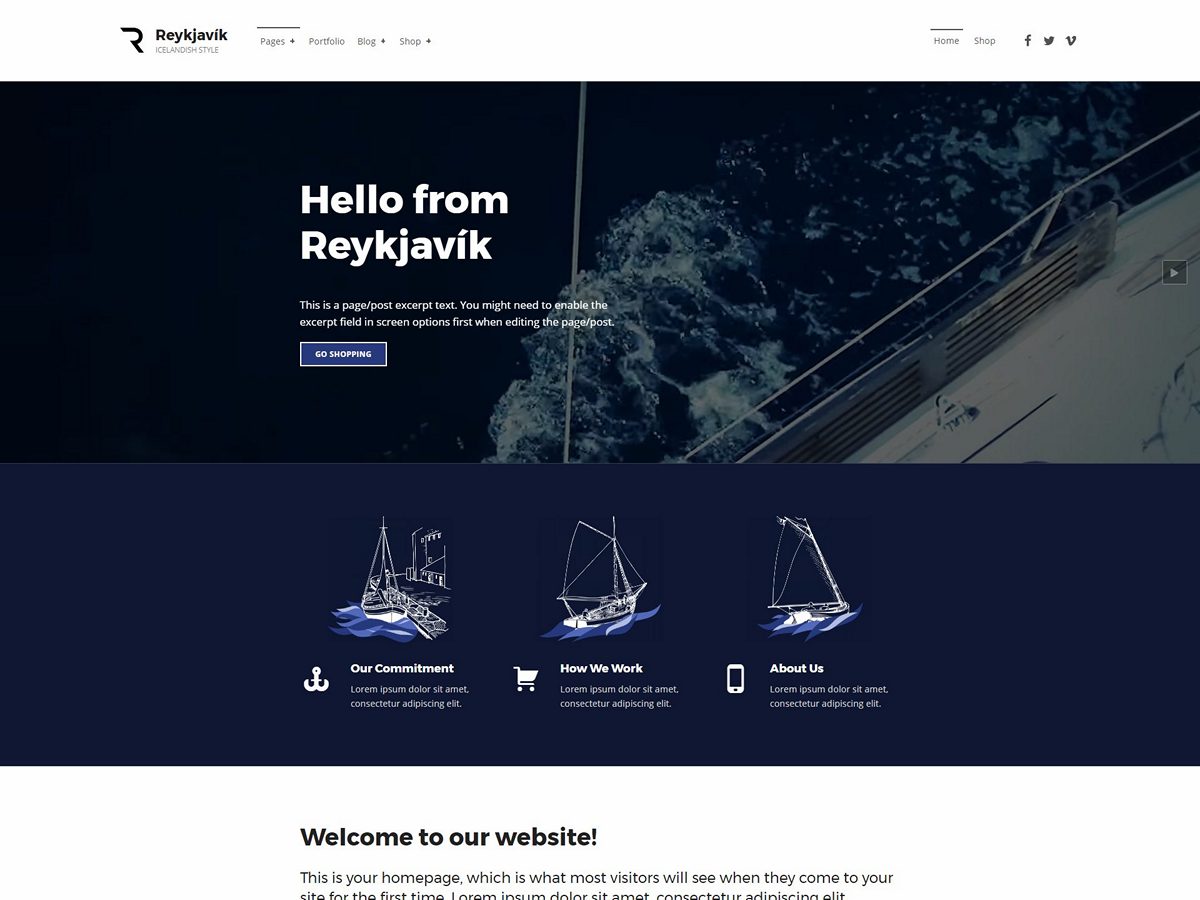 Reykjavík
ICELANDISH STYLE
Pages +
Portfolio
Blog +
Shop +
Home
Shop
Hello from
Reykjavík
This is a page/post excerpt text. You might need to enable the
excerpt field in screen options first when editing the page/post.
GO SHOPPING
Our Commitment
Lorem ipsum dolor sit amet,
consectetur adipiscing elit.
How We Work
Lorem ipsum dolor sit amet,
consectetur adipiscing elit.
About Us
Lorem ipsum dolor sit amet,
consectetur adipiscing elit.
Welcome to our website!
This is your homepage, which is what most visitors will see when they come to your
site for the first time. Lorem ipsum dolor sit amet, consectetur adipiscing elit.